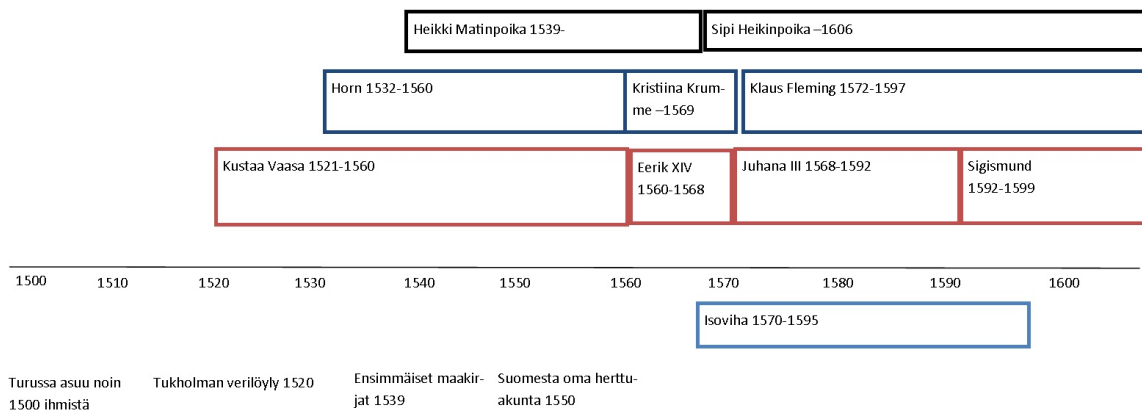 Heikki Matinpoika 1539-
Sipi Heikinpoika –1606
Horn 1532-1560
Kristiina Krum-
me –1569
Klaus Fleming 1572-1597
Kustaa Vaasa 1521-1560
Eerik XIV
1560-1568
Juhana III 1568-1592
Sigismund
1592-1599
1500
1510
1520
1530
1540
1550
1560
1570
1580
1590
1600
Isoviha 1570-1595
Turussa asuu noin
1500 ihmistä
Tukholman verilöyly 1520
Ensimmäiset maakir-
jat 1539
Suomesta oma herttu-
akunta 1550